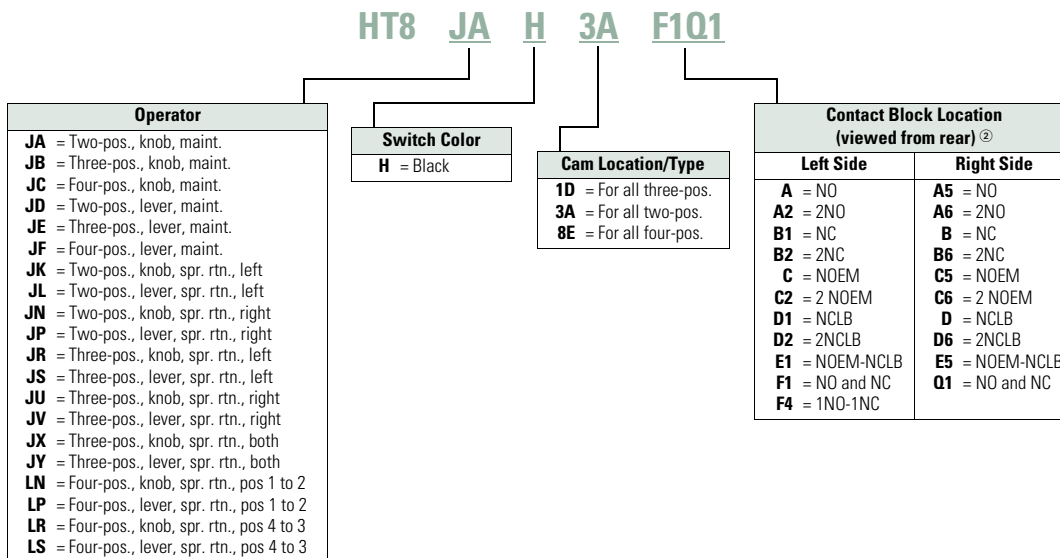 HT8 JA H 3A F1Q1
Operator
JA = Two-pos., knob, maint.
JB = Three-pos., knob, maint.
JC = Four-pos., knob, maint.
JD = Two-pos., lever, maint.
JE = Three-pos., lever, maint.
JF = Four-pos., lever, maint.
JK = Two-pos., knob, spr. rtn., left
JL = Two-pos., lever, spr. rtn., left
JN = Two-pos., knob, spr. rtn., right
JP = Two-pos., lever, spr. rtn., right
JR = Three-pos., knob, spr. rtn., left
JS = Three-pos., lever, spr. rtn., left
JU = Three-pos., knob, spr. rtn., right
JV = Three-pos., lever, spr. rtn., right
JX = Three-pos., knob, spr. rtn., both
JY = Three-pos., lever, spr. rtn., both
LN = Four-pos., knob, spr. rtn., pos 1 to 2
LP = Four-pos., lever, spr. rtn., pos 1 to 2
LR = Four-pos., knob, spr. rtn., pos 4 to 3
LS = Four-pos., lever, spr. rtn., pos 4 to 3
Switch Color
H = Black
Cam Location/Type
1D = For all three-pos.
3A = For all two-pos.
8E = For all four-pos.
Contact Block Location
(viewed from rear) ②
Left Side Right Side
A = NO A5 = NO
A2 = 2NO A6 = 2NO
B1 = NC B = NC
B2 = 2NC B6 = 2NC
C = NOEM C5 = NOEM
C2 = 2 NOEM C6 = 2 NOEM
D1 = NCLB D = NCLB
D2 = 2NCLB D6 = 2NCLB
E1 = NOEM-NCLB E5 = NOEM-NCLB
F1 = NO and NC Q1 = NO and NC
F4 = 1NO-1NC